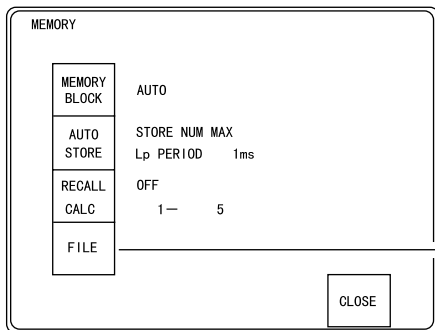 MEMORY
MEMORY
BLOCK
AUTO
AUTO
STORE
STORE NUM MAX
Lp PERIOD 1ms
RECALL
CALC
OFF
1— 5
FILE
CLOSE